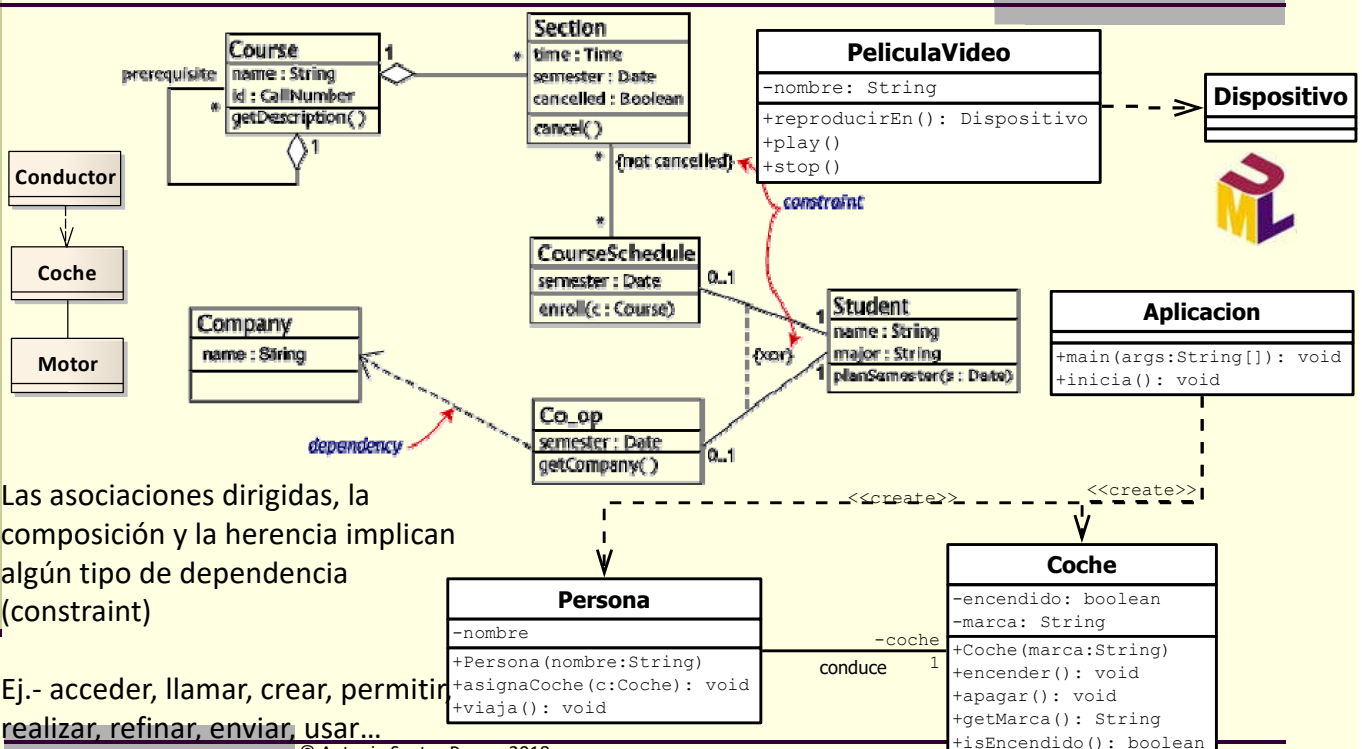 Course
name : String
id : CallNumber
getDescription()
prerequisite
*
1
1
*
Section
time : Time
semester : Date
cancelled : Boolean
cancel()
*
{not cancelled}
*
constraint
PeliculaVideo
-nombre: String
+reproducirEn(): Dispositivo
+play()
+stop()
Dispositivo
UML
Conductor
Coche
Motor
CourseSchedule
semester : Date
enroll(c : Course)
0..1
1
{xor}
1
0..1
Student
name : String
major : String
planSemester(s : Date)
Company
name : String
dependency
Co_op
semester : Date
getCompany()
Aplicacion
+main(args:String[]): void
+inicia(): void
<<create>>
<<create>>
Las asociaciones dirigidas, la
composición y la herencia implican
algún tipo de dependencia
(constraint)
Ej.- acceder, llamar, crear, permitir,
realizar, refinar, enviar, usar…
Persona
-nombre
+Persona(nombre:String)
+asignaCoche(c:Coche): void
+viaja(): void
-coche
conduce 1
Coche
-encendido: boolean
-marca: String
+Coche(marca:String)
+encender(): void
+apagar(): void
+getMarca(): String
+isEncendido(): boolean